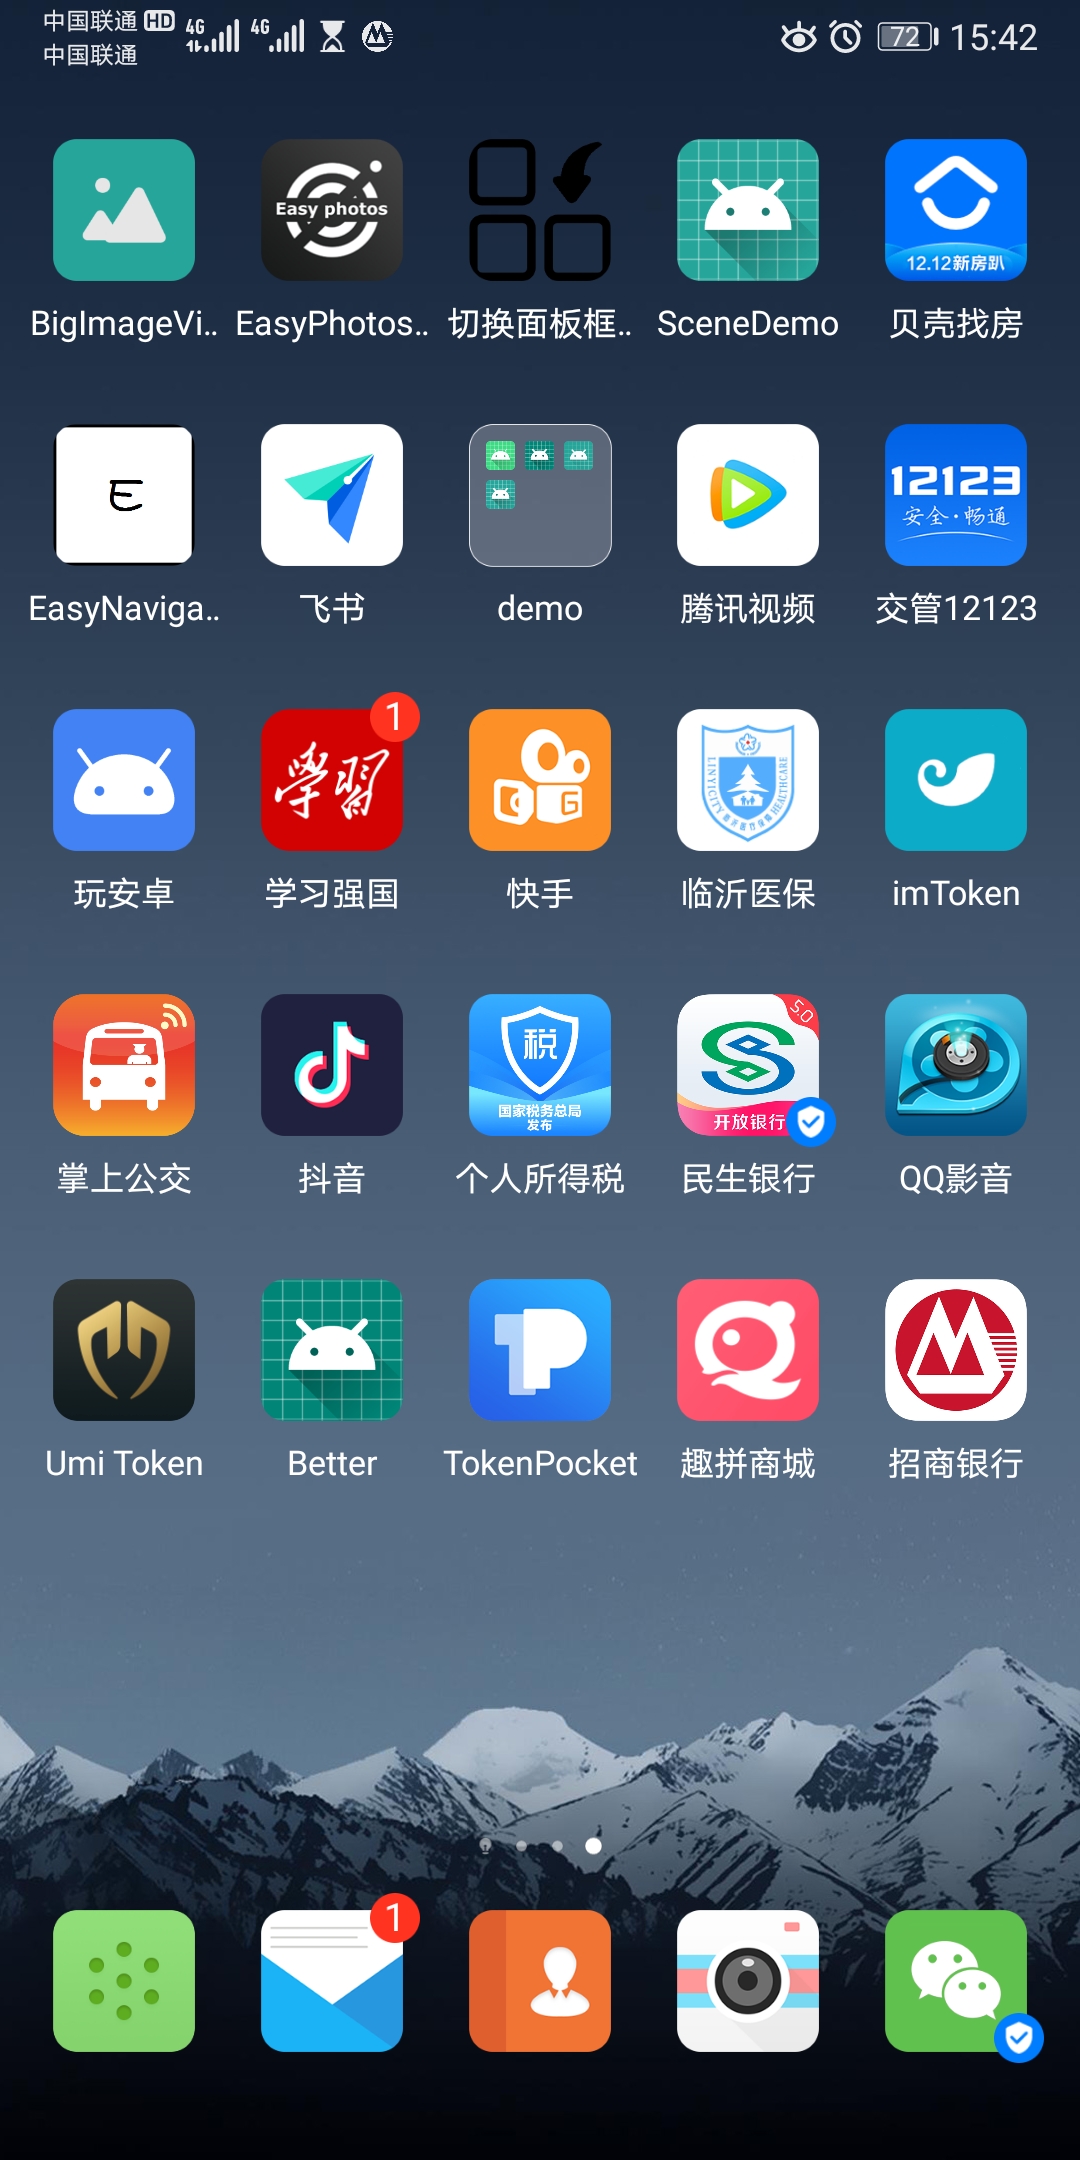 中国联通 HD 4G 4G 72 15:42
中国联通
Easy photos
12.12新房趴
BigImageVi.. EasyPhotos.. 切换面板框.. SceneDemo 贝壳找房
E 12123
安全·畅通
EasyNaviga.. 飞书 demo 腾讯视频 交管12123
1
學習 G LINYICITY HEALTHCARE
玩安卓 学习强国 快手 临沂医保 imToken
税 5.0
国家税务总局
发布
开放银行
掌上公交 抖音 个人所得税 民生银行 QQ影音
Umi Token Better TokenPocket 趣拼商城 招商银行
1